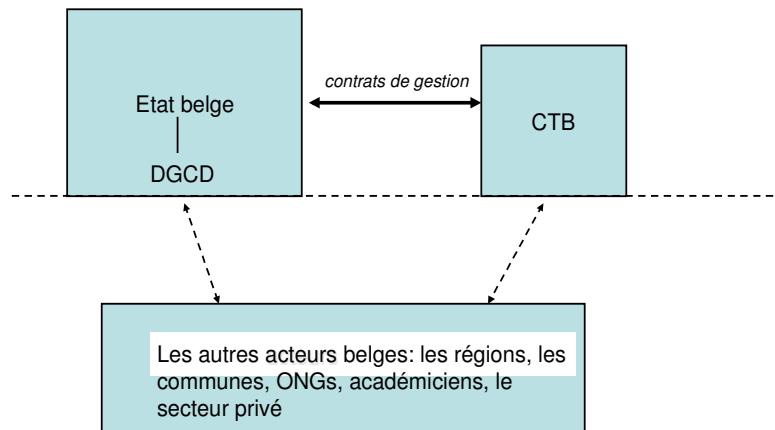 contrats de gestion
Etat belge
CTB
DGCD
Les autres acteurs belges: les régions, les
communes, ONGs, académiciens, le
secteur privé